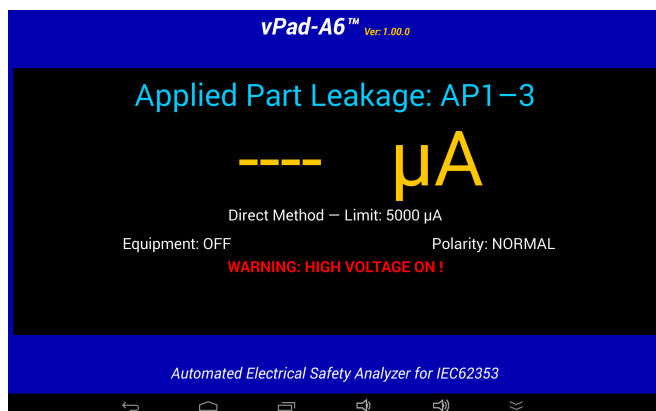 vPad-A6™ Ver: 1.00.0
Applied Part Leakage: AP1–3
---- µA
Direct Method – Limit: 5000 µA
Equipment: OFF Polarity: NORMAL
WARNING: HIGH VOLTAGE ON !
Automated Electrical Safety Analyzer for IEC62353